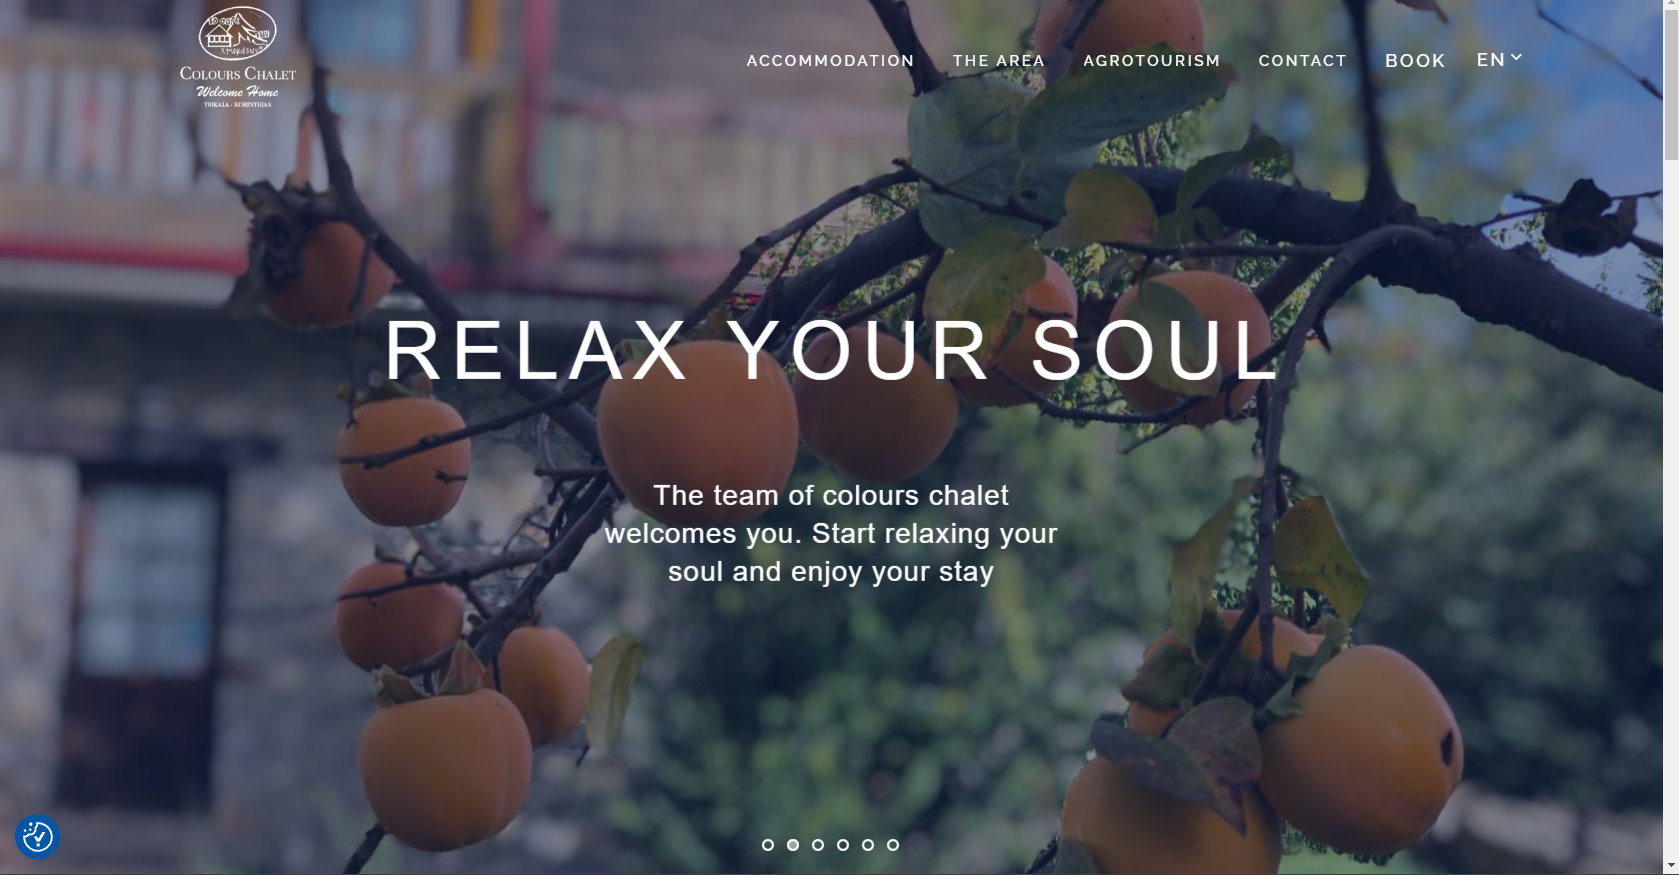 COLOURS CHALET
Welcome Home
TRIKALA - KORINTHIAS
ACCOMMODATION
THE AREA
AGROTOURISM
CONTACT
BOOK
EN
RELAX YOUR SOUL
The team of colours chalet
welcomes you. Start relaxing your
soul and enjoy your stay